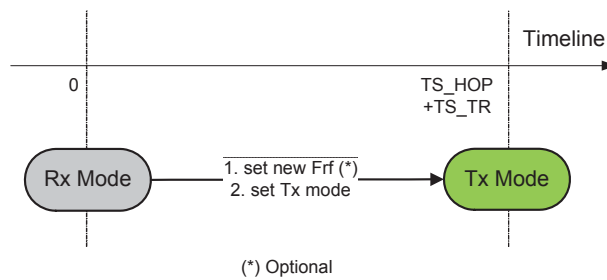 Timeline
0
TS_HOP
+TS_TR
Rx Mode
1. set new Frf (*)
2. set Tx mode
Tx Mode
(*) Optional